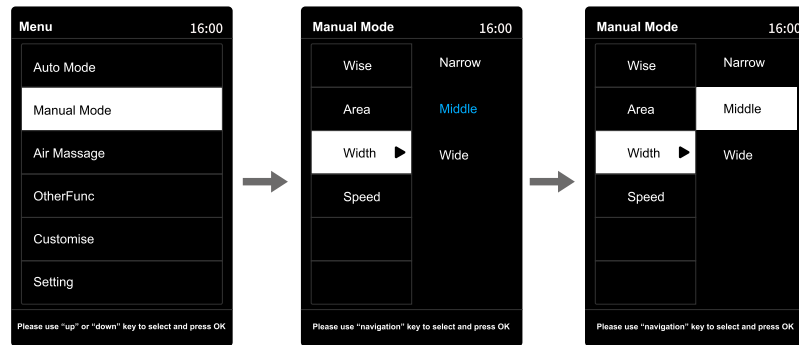 Menu 16:00
Auto Mode
Manual Mode
Air Massage
OtherFunc
Customise
Setting
Please use “up” or “down” key to select and press OK
Manual Mode 16:00
Wise Narrow
Area Middle
Width Wide
Speed
Please use “navigation” key to select and press OK
Manual Mode 16:00
Wise Narrow
Area Middle
Width Wide
Speed
Please use “navigation” key to select and press OK